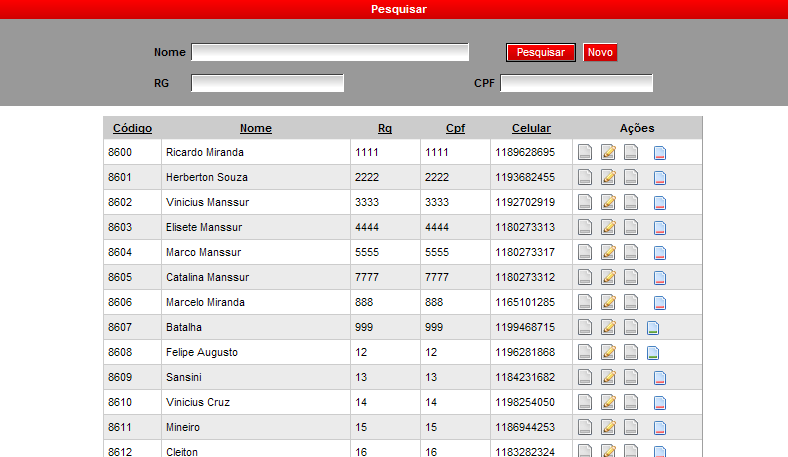 Pesquisar
Nome Pesquisar Novo
RG CPF
Código Nome Rg Cpf Celular Ações
8600 Ricardo Miranda 1111 1111 1189628695
8601 Herberton Souza 2222 2222 1193682455
8602 Vinicius Manssur 3333 3333 1192702919
8603 Elisete Manssur 4444 4444 1180273313
8604 Marco Manssur 5555 5555 1180273317
8605 Catalina Manssur 7777 7777 1180273312
8606 Marcelo Miranda 888 888 1165101285
8607 Batalha 999 999 1199468715
8608 Felipe Augusto 12 12 1196281868
8609 Sansini 13 13 1184231682
8610 Vinicius Cruz 14 14 1198254050
8611 Mineiro 15 15 1186944253
8612 Cleiton 16 16 1183282324